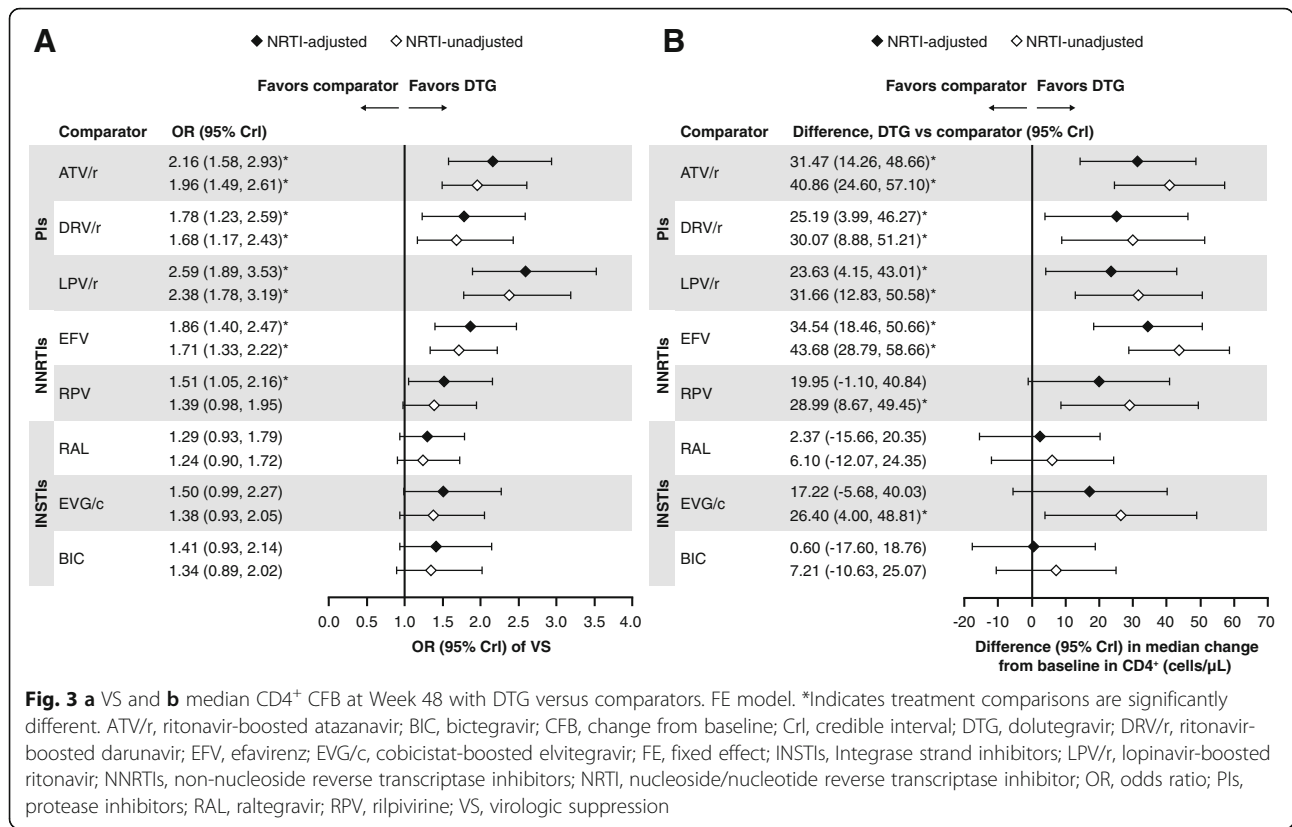 A
◆ NRTI-adjusted ◇ NRTI-unadjusted
Favors comparator Favors DTG
Comparator OR (95% Crl)
PIs
ATV/r
2.16 (1.58, 2.93)*
1.96 (1.49, 2.61)*
DRV/r
1.78 (1.23, 2.59)*
1.68 (1.17, 2.43)*
LPV/r
2.59 (1.89, 3.53)*
2.38 (1.78, 3.19)*
NNRTIs
EFV
1.86 (1.40, 2.47)*
1.71 (1.33, 2.22)*
RPV
1.51 (1.05, 2.16)*
1.39 (0.98, 1.95)
INSTIs
RAL
1.29 (0.93, 1.79)
1.24 (0.90, 1.72)
EVG/c
1.50 (0.99, 2.27)
1.38 (0.93, 2.05)
BIC
1.41 (0.93, 2.14)
1.34 (0.89, 2.02)
0.0 0.5 1.0 1.5 2.0 2.5 3.0 3.5 4.0
OR (95% Crl) of VS
B
◆ NRTI-adjusted ◇ NRTI-unadjusted
Favors comparator Favors DTG
Comparator Difference, DTG vs comparator (95% Crl)
PIs
ATV/r
31.47 (14.26, 48.66)*
40.86 (24.60, 57.10)*
DRV/r
25.19 (3.99, 46.27)*
30.07 (8.88, 51.21)*
LPV/r
23.63 (4.15, 43.01)*
31.66 (12.83, 50.58)*
NNRTIs
EFV
34.54 (18.46, 50.66)*
43.68 (28.79, 58.66)*
RPV
19.95 (-1.10, 40.84)
28.99 (8.67, 49.45)*
INSTIs
RAL
2.37 (-15.66, 20.35)
6.10 (-12.07, 24.35)
EVG/c
17.22 (-5.68, 40.03)
26.40 (4.00, 48.81)*
BIC
0.60 (-17.60, 18.76)
7.21 (-10.63, 25.07)
-20 -10 0 10 20 30 40 50 60 70
Difference (95% Crl) in median change
from baseline in CD4⁺ (cells/µL)
Fig. 3 a VS and b median CD4⁺ CFB at Week 48 with DTG versus comparators. FE model. *Indicates treatment comparisons are significantly
different. ATV/r, ritonavir-boosted atazanavir; BIC, bictegravir; CFB, change from baseline; Crl, credible interval; DTG, dolutegravir; DRV/r, ritonavir-
boosted darunavir; EFV, efavirenz; EVG/c, cobicistat-boosted elvitegravir; FE, fixed effect; INSTIs, Integrase strand inhibitors; LPV/r, lopinavir-boosted
ritonavir; NNRTIs, non-nucleoside reverse transcriptase inhibitors; NRTI, nucleoside/nucleotide reverse transcriptase inhibitor; OR, odds ratio; PIs,
protease inhibitors; RAL, raltegravir; RPV, rilpivirine; VS, virologic suppression